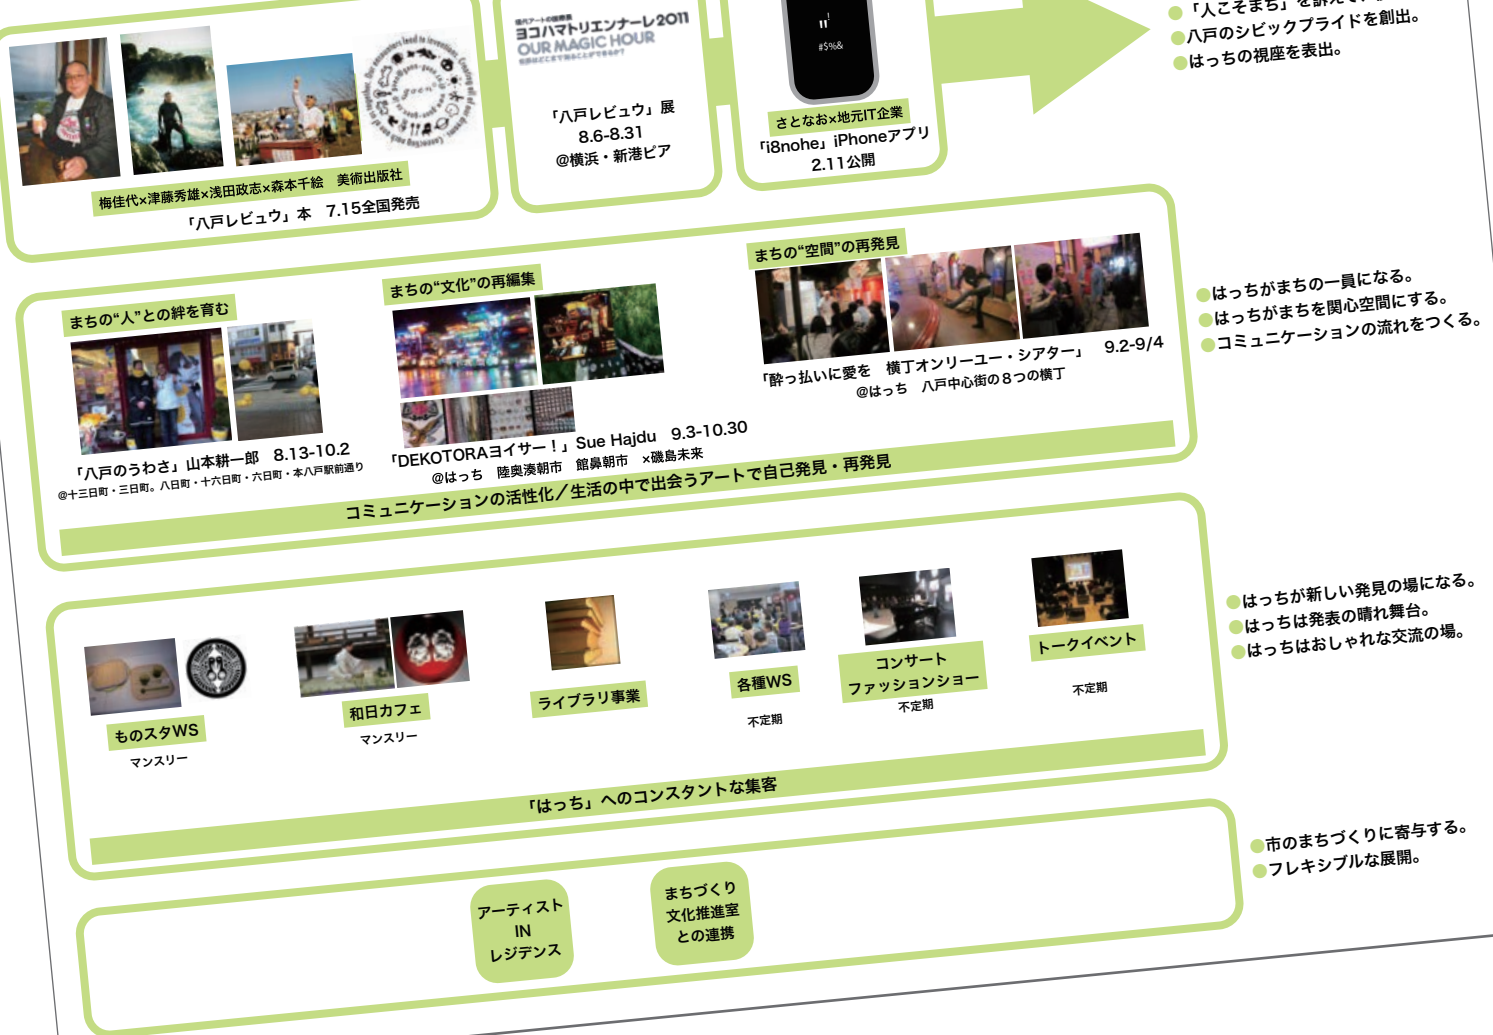 ヨコハマトリエンナーレ2011
OUR MAGIC HOUR
「八戸レビュウ」展
8.6-8.31
@横浜・新港ピア
"!
#$%&
さとなお×地元IT企業
「i8nohe」iPhoneアプリ
2.11公開
梅佳代×津藤秀雄×浅田政志×森本千絵　美術出版社
「八戸レビュウ」本　7.15全国発売
●八戸のシビックプライドを創出。
●はっちの視座を表出。
まちの“人”との絆を育む
「八戸のうわさ」山本耕一郎　8.13-10.2
@十三日町・三日町。八日町・十六日町・六日町・本八戸駅前通り
まちの“文化”の再編集
「DEKOTORAヨイサー！」Sue Hajdu　9.3-10.30
@はっち　陸奥湊朝市　館鼻朝市　×磯島未来
まちの“空間”の再発見
「酔っ払いに愛を　横丁オンリーユー・シアター」　9.2-9/4
@はっち　八戸中心街の８つの横丁
コミュニケーションの活性化／生活の中で出会うアートで自己発見・再発見
●はっちがまちの一員になる。
●はっちがまちを関心空間にする。
●コミュニケーションの流れをつくる。
ものスタWS
マンスリー
和日カフェ
マンスリー
ライブラリ事業
各種WS
不定期
コンサート
ファッションショー
不定期
トークイベント
不定期
「はっち」へのコンスタントな集客
●はっちが新しい発見の場になる。
●はっちは発表の晴れ舞台。
●はっちはおしゃれな交流の場。
アーティスト
IN
レジデンス
まちづくり
文化推進室
との連携
●市のまちづくりに寄与する。
●フレキシブルな展開。